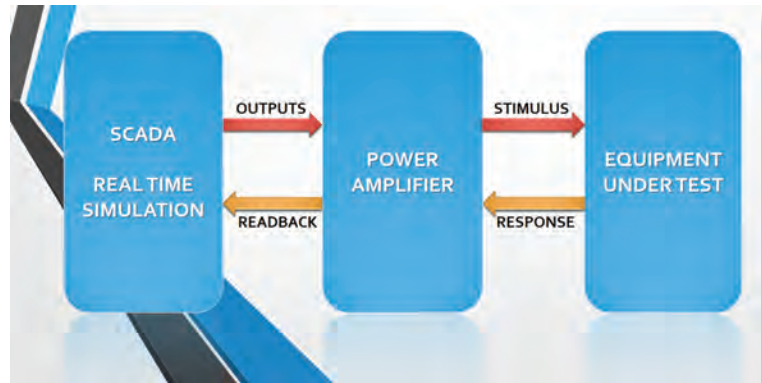 SCADA
REAL TIME
SIMULATION
OUTPUTS
READBACK
POWER
AMPLIFIER
STIMULUS
RESPONSE
EQUIPMENT
UNDER TEST